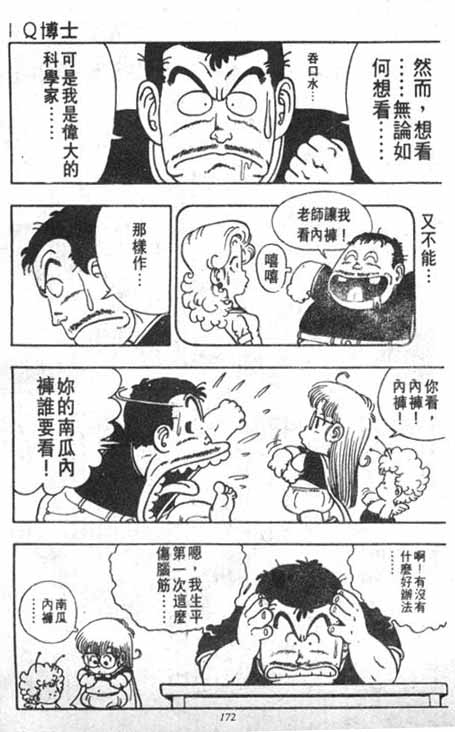 IQ博士
然而，想看
……無論如
何想看……
吞口水…
可是我是偉大的
科學家……
又不能…
老師讓我
看內褲！
嘻
嘻
那樣作…
你看，
內褲！
內褲！
妳的南瓜內
褲誰要看！
啊！有沒有
什麼好辦法
……
嗯，我生平
第一次這麼
傷腦筋……
南瓜
內褲
……
172